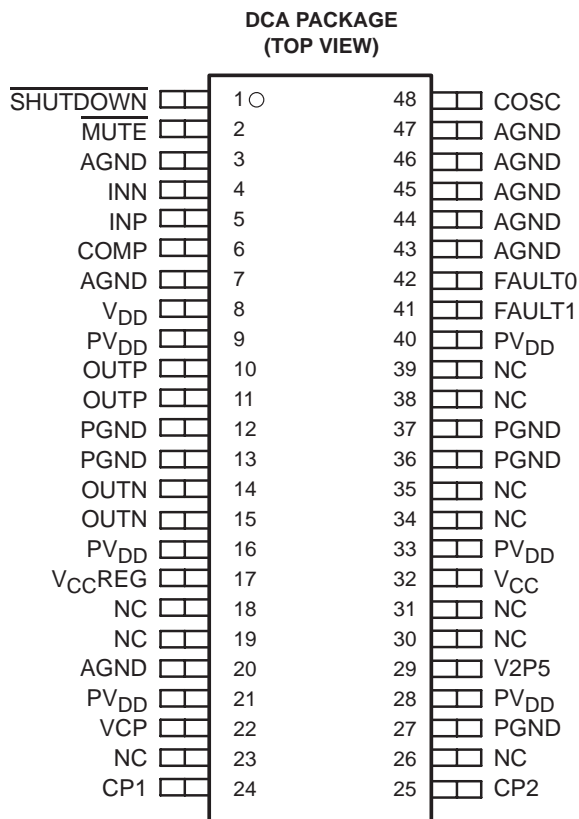 DCA PACKAGE
(TOP VIEW)
SHUTDOWN 1 48 COSC
MUTE 2 47 AGND
AGND 3 46 AGND
INN 4 45 AGND
INP 5 44 AGND
COMP 6 43 AGND
AGND 7 42 FAULT0
VDD 8 41 FAULT1
PVDD 9 40 PVDD
OUTP 10 39 NC
OUTP 11 38 NC
PGND 12 37 PGND
PGND 13 36 PGND
OUTN 14 35 NC
OUTN 15 34 NC
PVDD 16 33 PVDD
VCCREG 17 32 VCC
NC 18 31 NC
NC 19 30 NC
AGND 20 29 V2P5
PVDD 21 28 PVDD
VCP 22 27 PGND
NC 23 26 NC
CP1 24 25 CP2